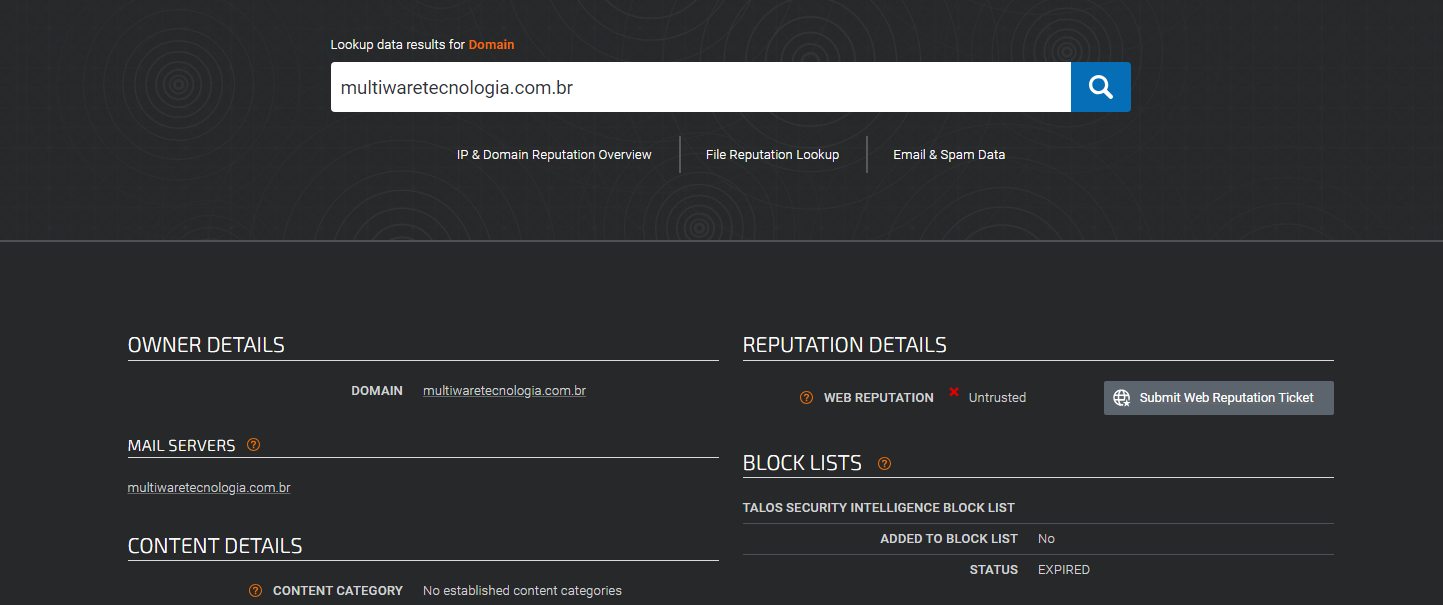 Lookup data results for Domain
multiwaretecnologia.com.br
IP & Domain Reputation Overview
File Reputation Lookup
Email & Spam Data
OWNER DETAILS
DOMAIN multiwaretecnologia.com.br
MAIL SERVERS ?
multiwaretecnologia.com.br
CONTENT DETAILS
? CONTENT CATEGORY No established content categories
REPUTATION DETAILS
? WEB REPUTATION Untrusted
Submit Web Reputation Ticket
BLOCK LISTS ?
TALOS SECURITY INTELLIGENCE BLOCK LIST
ADDED TO BLOCK LIST No
STATUS EXPIRED